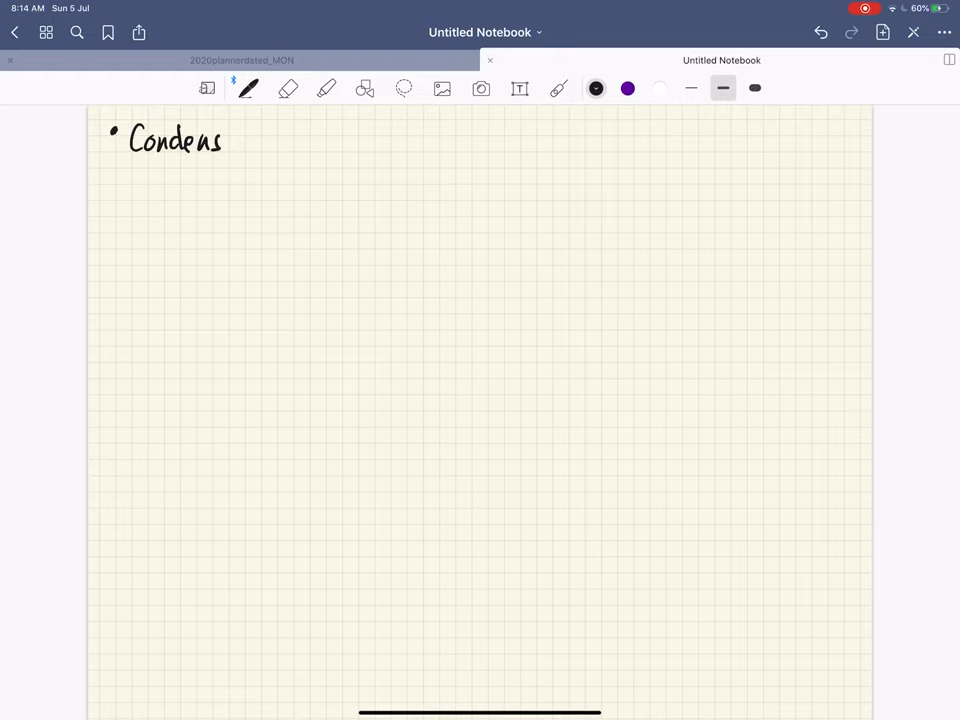 8:14 AM Sun 5 Jul
60%
Untitled Notebook
2020plannerdated_MON
Untitled Notebook
T
• Condens